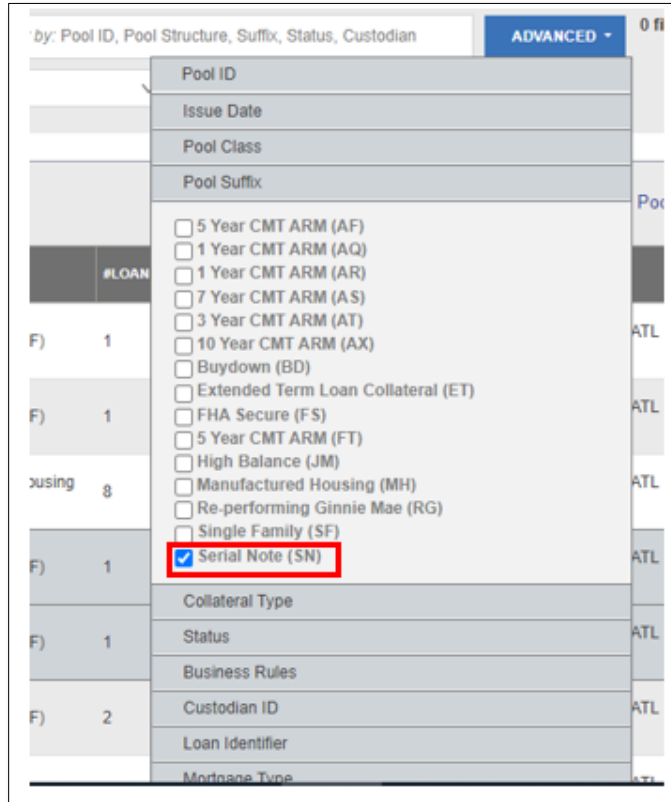 by: Pool ID, Pool Structure, Suffix, Status, Custodian
ADVANCED
0 fi
Pool ID
Issue Date
Pool Class
Pool Suffix
Poo
5 Year CMT ARM (AF)
1 Year CMT ARM (AQ)
#LOAN
1 Year CMT ARM (AR)
7 Year CMT ARM (AS)
3 Year CMT ARM (AT)
ATL
F) 1
10 Year CMT ARM (AX)
Buydown (BD)
Extended Term Loan Collateral (ET)
ATL
F) 1
FHA Secure (FS)
5 Year CMT ARM (FT)
High Balance (JM)
ousing 8
Manufactured Housing (MH)
ATL
Re-performing Ginnie Mae (RG)
Single Family (SF)
Serial Note (SN)
ATL
F) 1
Collateral Type
Status
ATL
F) 1
Business Rules
Custodian ID
ATL
F) 2
Loan Identifier
Mortgage Type
ATL